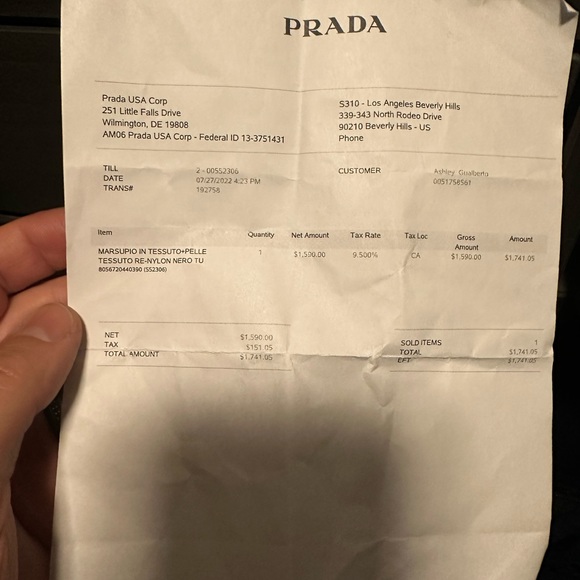 PRADA
Prada USA Corp
251 Little Falls Drive
Wilmington, DE 19808
AM06 Prada USA Corp - Federal ID 13-3751431
S310 - Los Angeles Beverly Hills
339-343 North Rodeo Drive
90210 Beverly Hills - US
Phone
TILL 2 - 00552306
DATE 07/27/2022 4:23 PM
TRANS# 192758
CUSTOMER Ashley Gualberto
0051758561
Item Quantity Net Amount Tax Rate Tax Loc Gross Amount Amount
MARSUPIO IN TESSUTO+PELLE 1 $1,590.00 9.500% CA $1,590.00 $1,741.05
TESSUTO RE-NYLON NERO TU
8056720440390 (552306)
NET $1,590.00
TAX $151.05
TOTAL AMOUNT $1,741.05
SOLD ITEMS 1
TOTAL $1,741.05
EFT $1,741.05